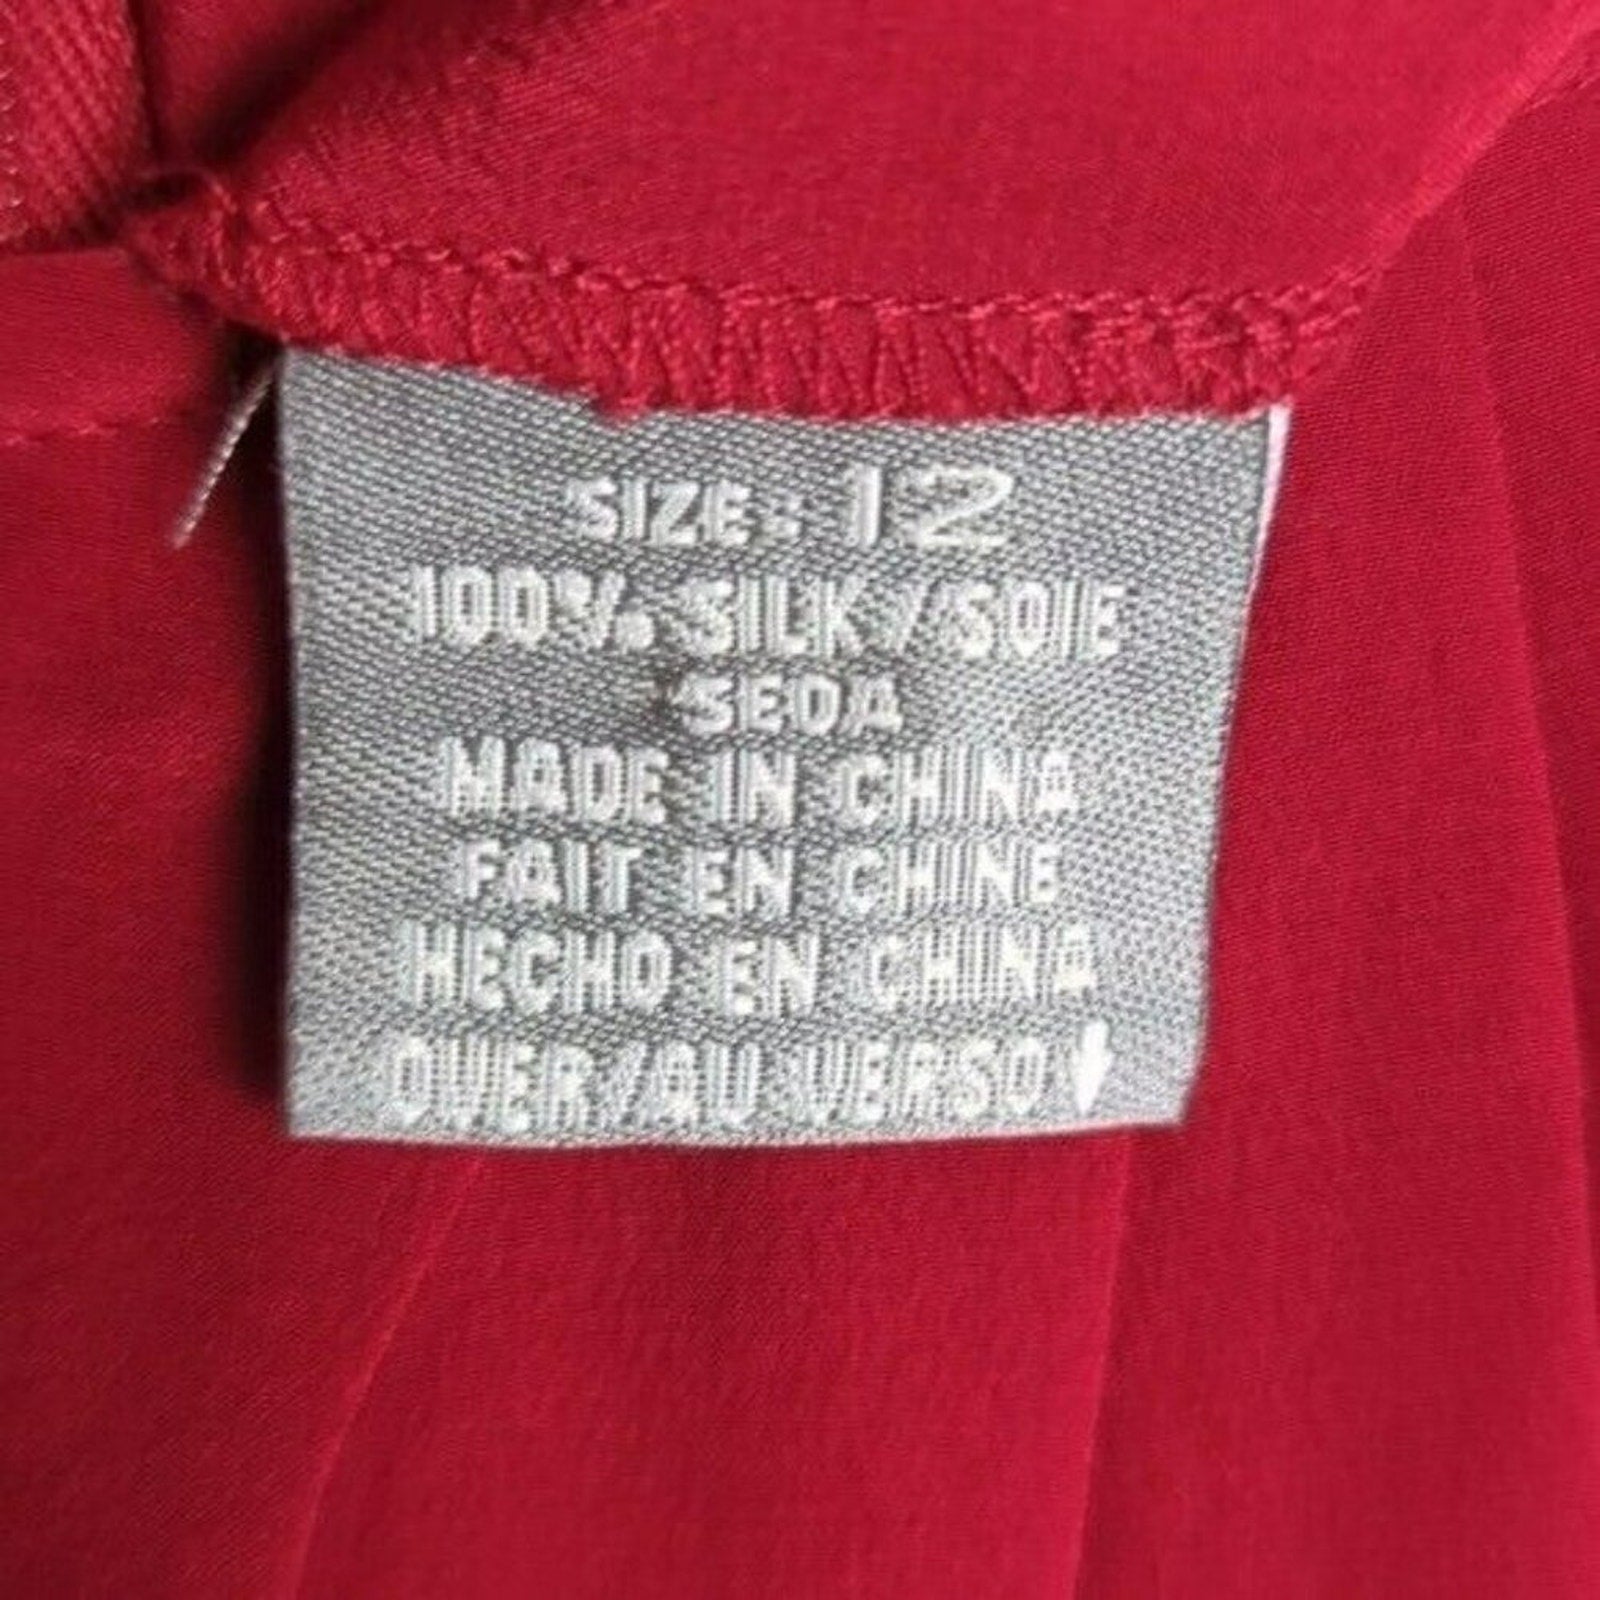 SIZE: 12
100% SILK/SOIE
SEDA
MADE IN CHINA
FAIT EN CHINE
HECHO EN CHINA
OVER/AU VERSO